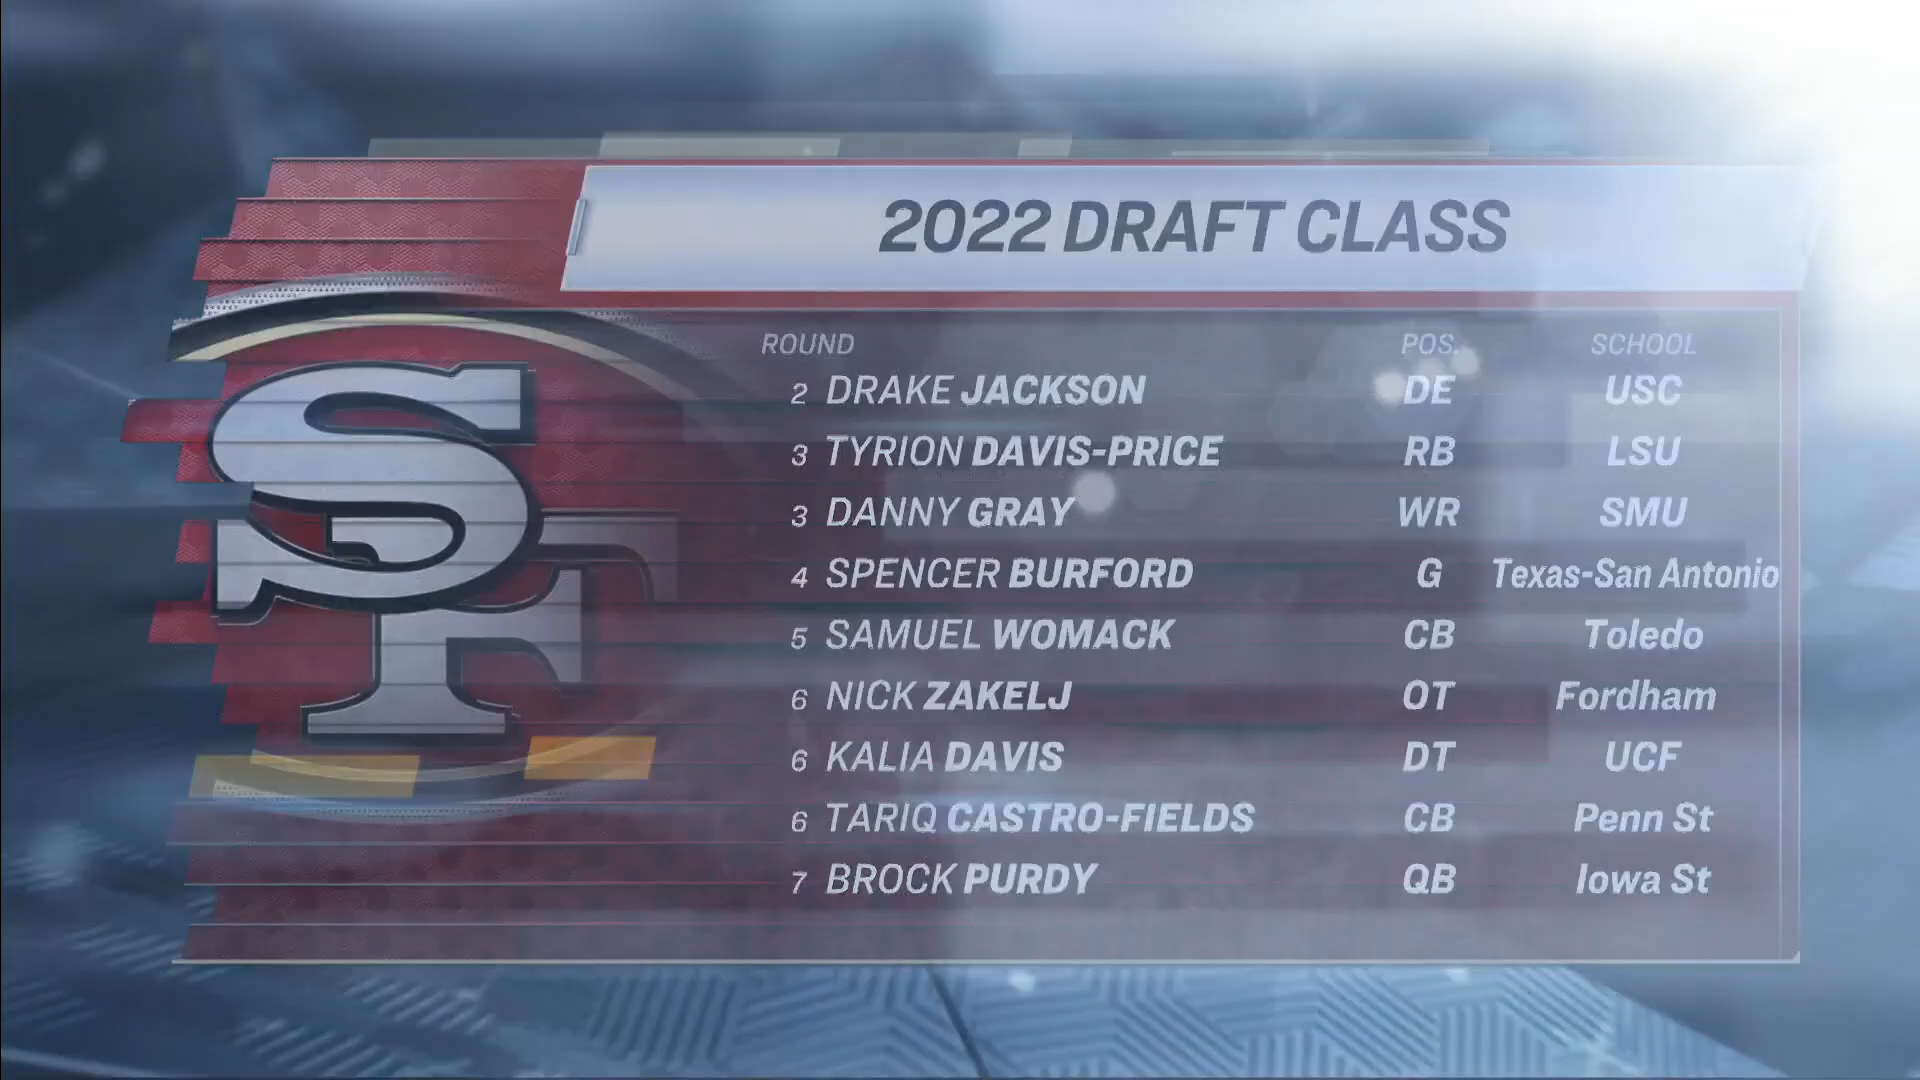 2022 DRAFT CLASS
ROUND POS. SCHOOL
2 DRAKE JACKSON DE USC
3 TYRION DAVIS-PRICE RB LSU
3 DANNY GRAY WR SMU
4 SPENCER BURFORD G Texas-San Antonio
5 SAMUEL WOMACK CB Toledo
6 NICK ZAKELJ OT Fordham
6 KALIA DAVIS DT UCF
6 TARIQ CASTRO-FIELDS CB Penn St
7 BROCK PURDY QB Iowa St
SF